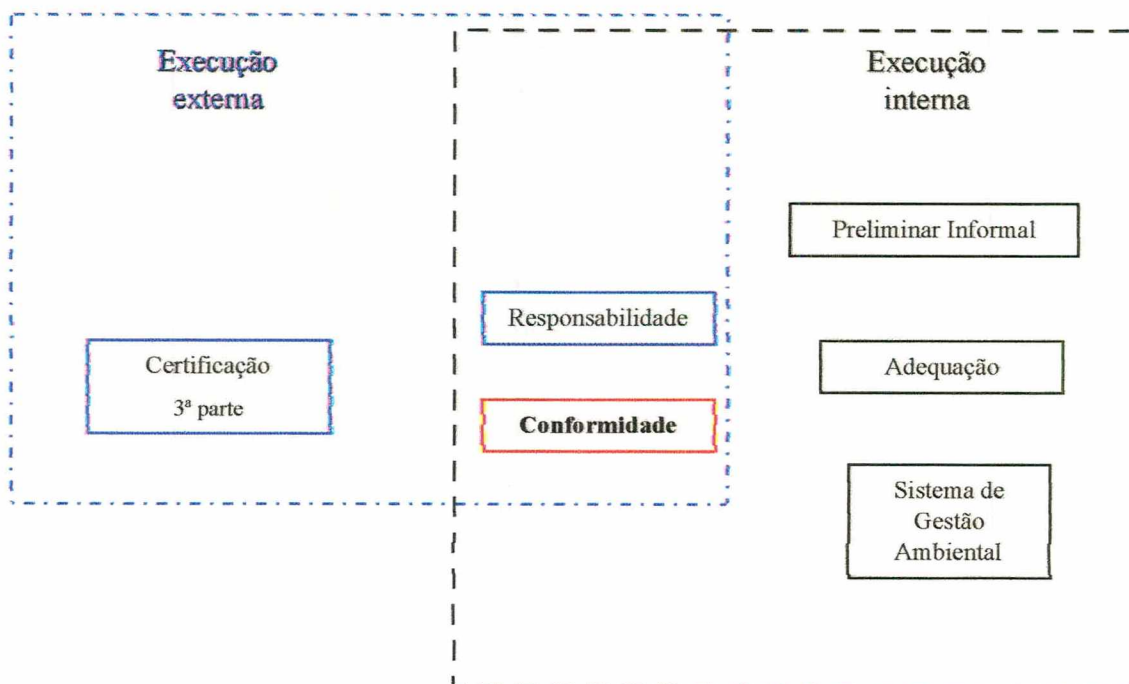 Execução
externa
Execução
interna
Preliminar Informal
Responsabilidade
Certificação
3ª parte
Adequação
Conformidade
Sistema de
Gestão
Ambiental